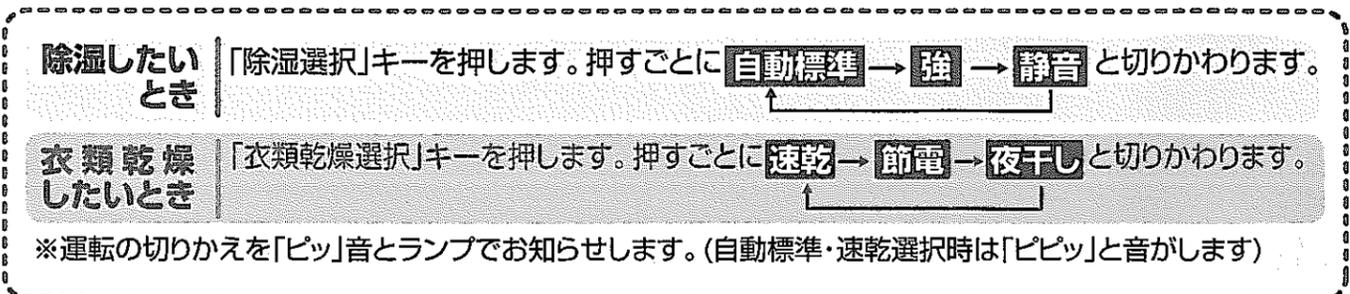 除湿したい
とき
「除湿選択」キーを押します。押すごとに 自動標準 → 強 → 静音 と切りかわります。
衣類乾燥
したいとき
「衣類乾燥選択」キーを押します。押すごとに 速乾 → 節電 → 夜干し と切りかわります。
※運転の切りかえを「ピッ」音とランプでお知らせします。(自動標準・速乾選択時は「ピピッ」と音がします)